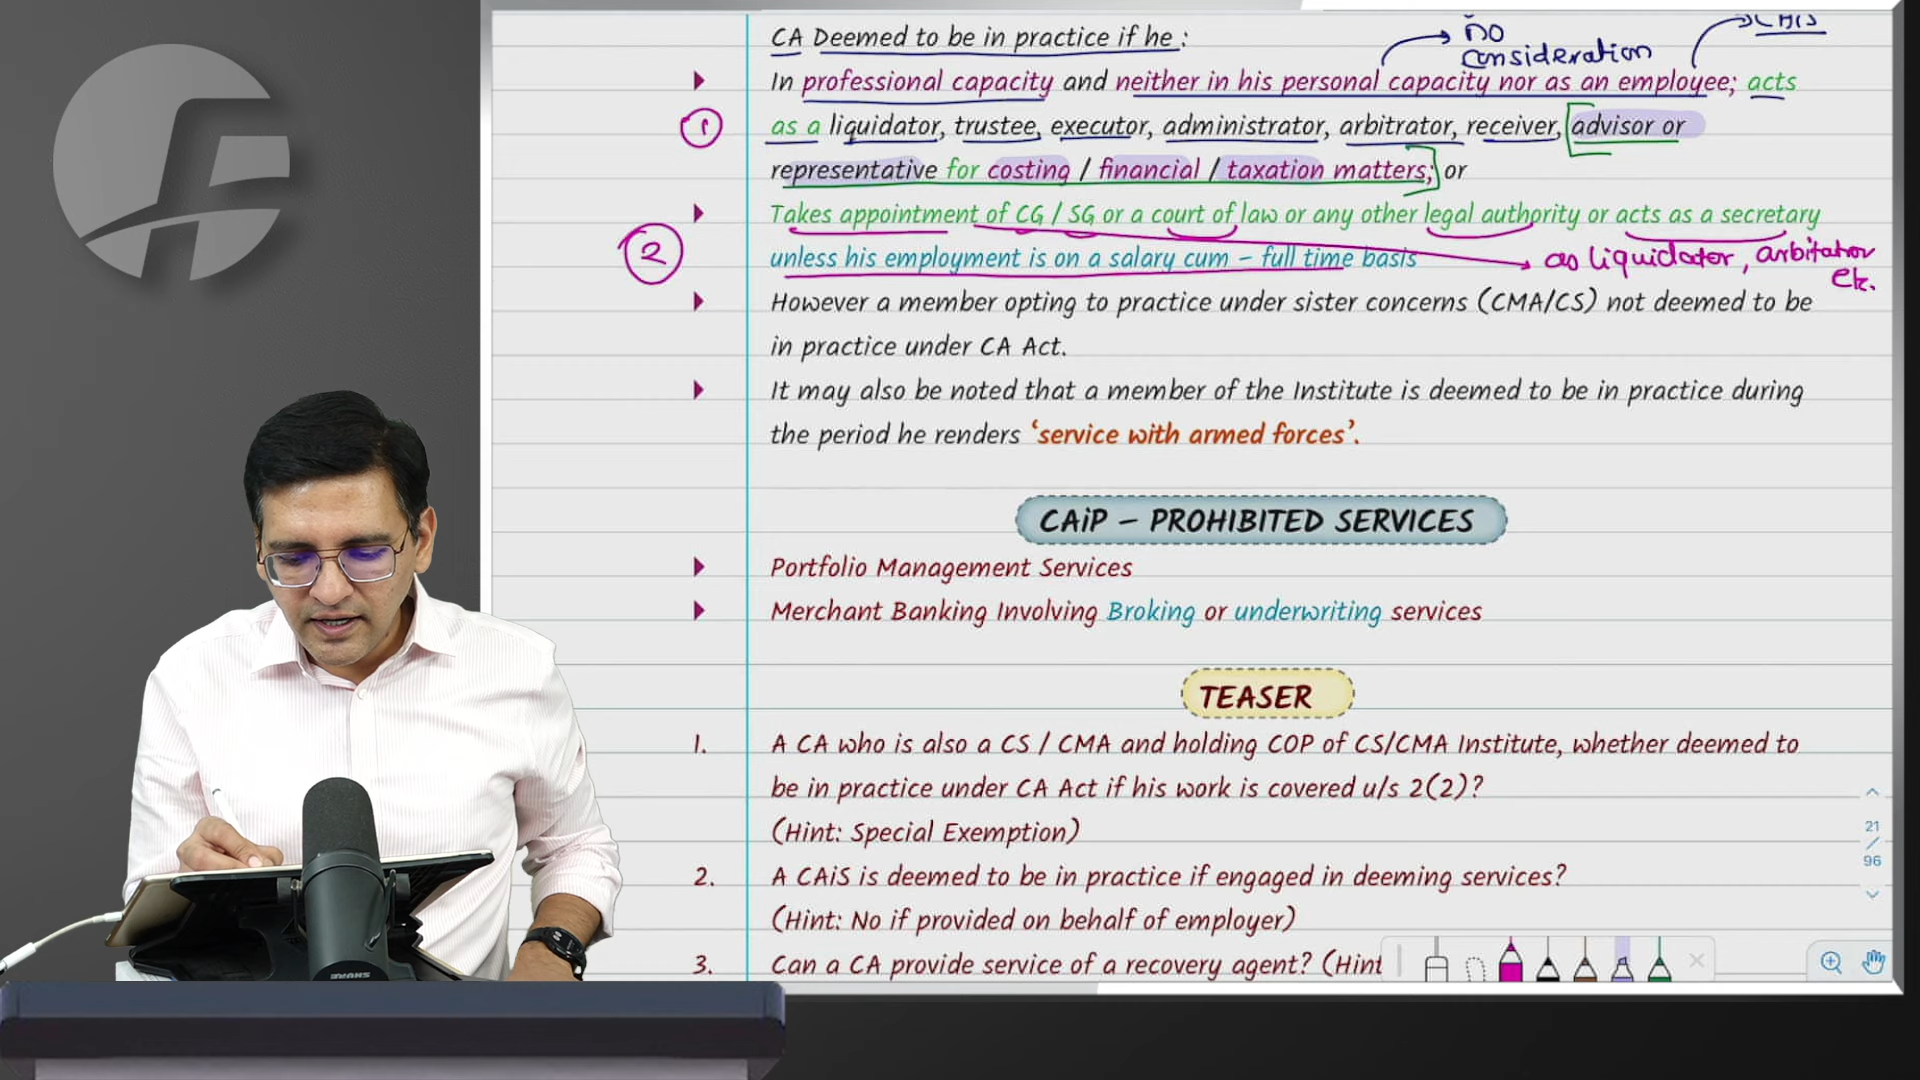 CA Deemed to be in practice if he :
no
consideration
CAIS
In professional capacity and neither in his personal capacity nor as an employee; acts
1
as a liquidator, trustee, executor, administrator, arbitrator, receiver, advisor or
representative for costing / financial / taxation matters; or
Takes appointment of CG / SG or a court of law or any other legal authority or acts as a secretary
2
unless his employment is on a salary cum – full time basis
as liquidator, arbitrator
etc.
However a member opting to practice under sister concerns (CMA/CS) not deemed to be
in practice under CA Act.
It may also be noted that a member of the Institute is deemed to be in practice during
the period he renders ‘service with armed forces’.
CAiP – PROHIBITED SERVICES
Portfolio Management Services
Merchant Banking Involving Broking or underwriting services
TEASER
1. A CA who is also a CS / CMA and holding COP of CS/CMA Institute, whether deemed to
be in practice under CA Act if his work is covered u/s 2(2)?
(Hint: Special Exemption)
2. A CAiS is deemed to be in practice if engaged in deeming services?
(Hint: No if provided on behalf of employer)
3. Can a CA provide service of a recovery agent? (Hint
21
/
96